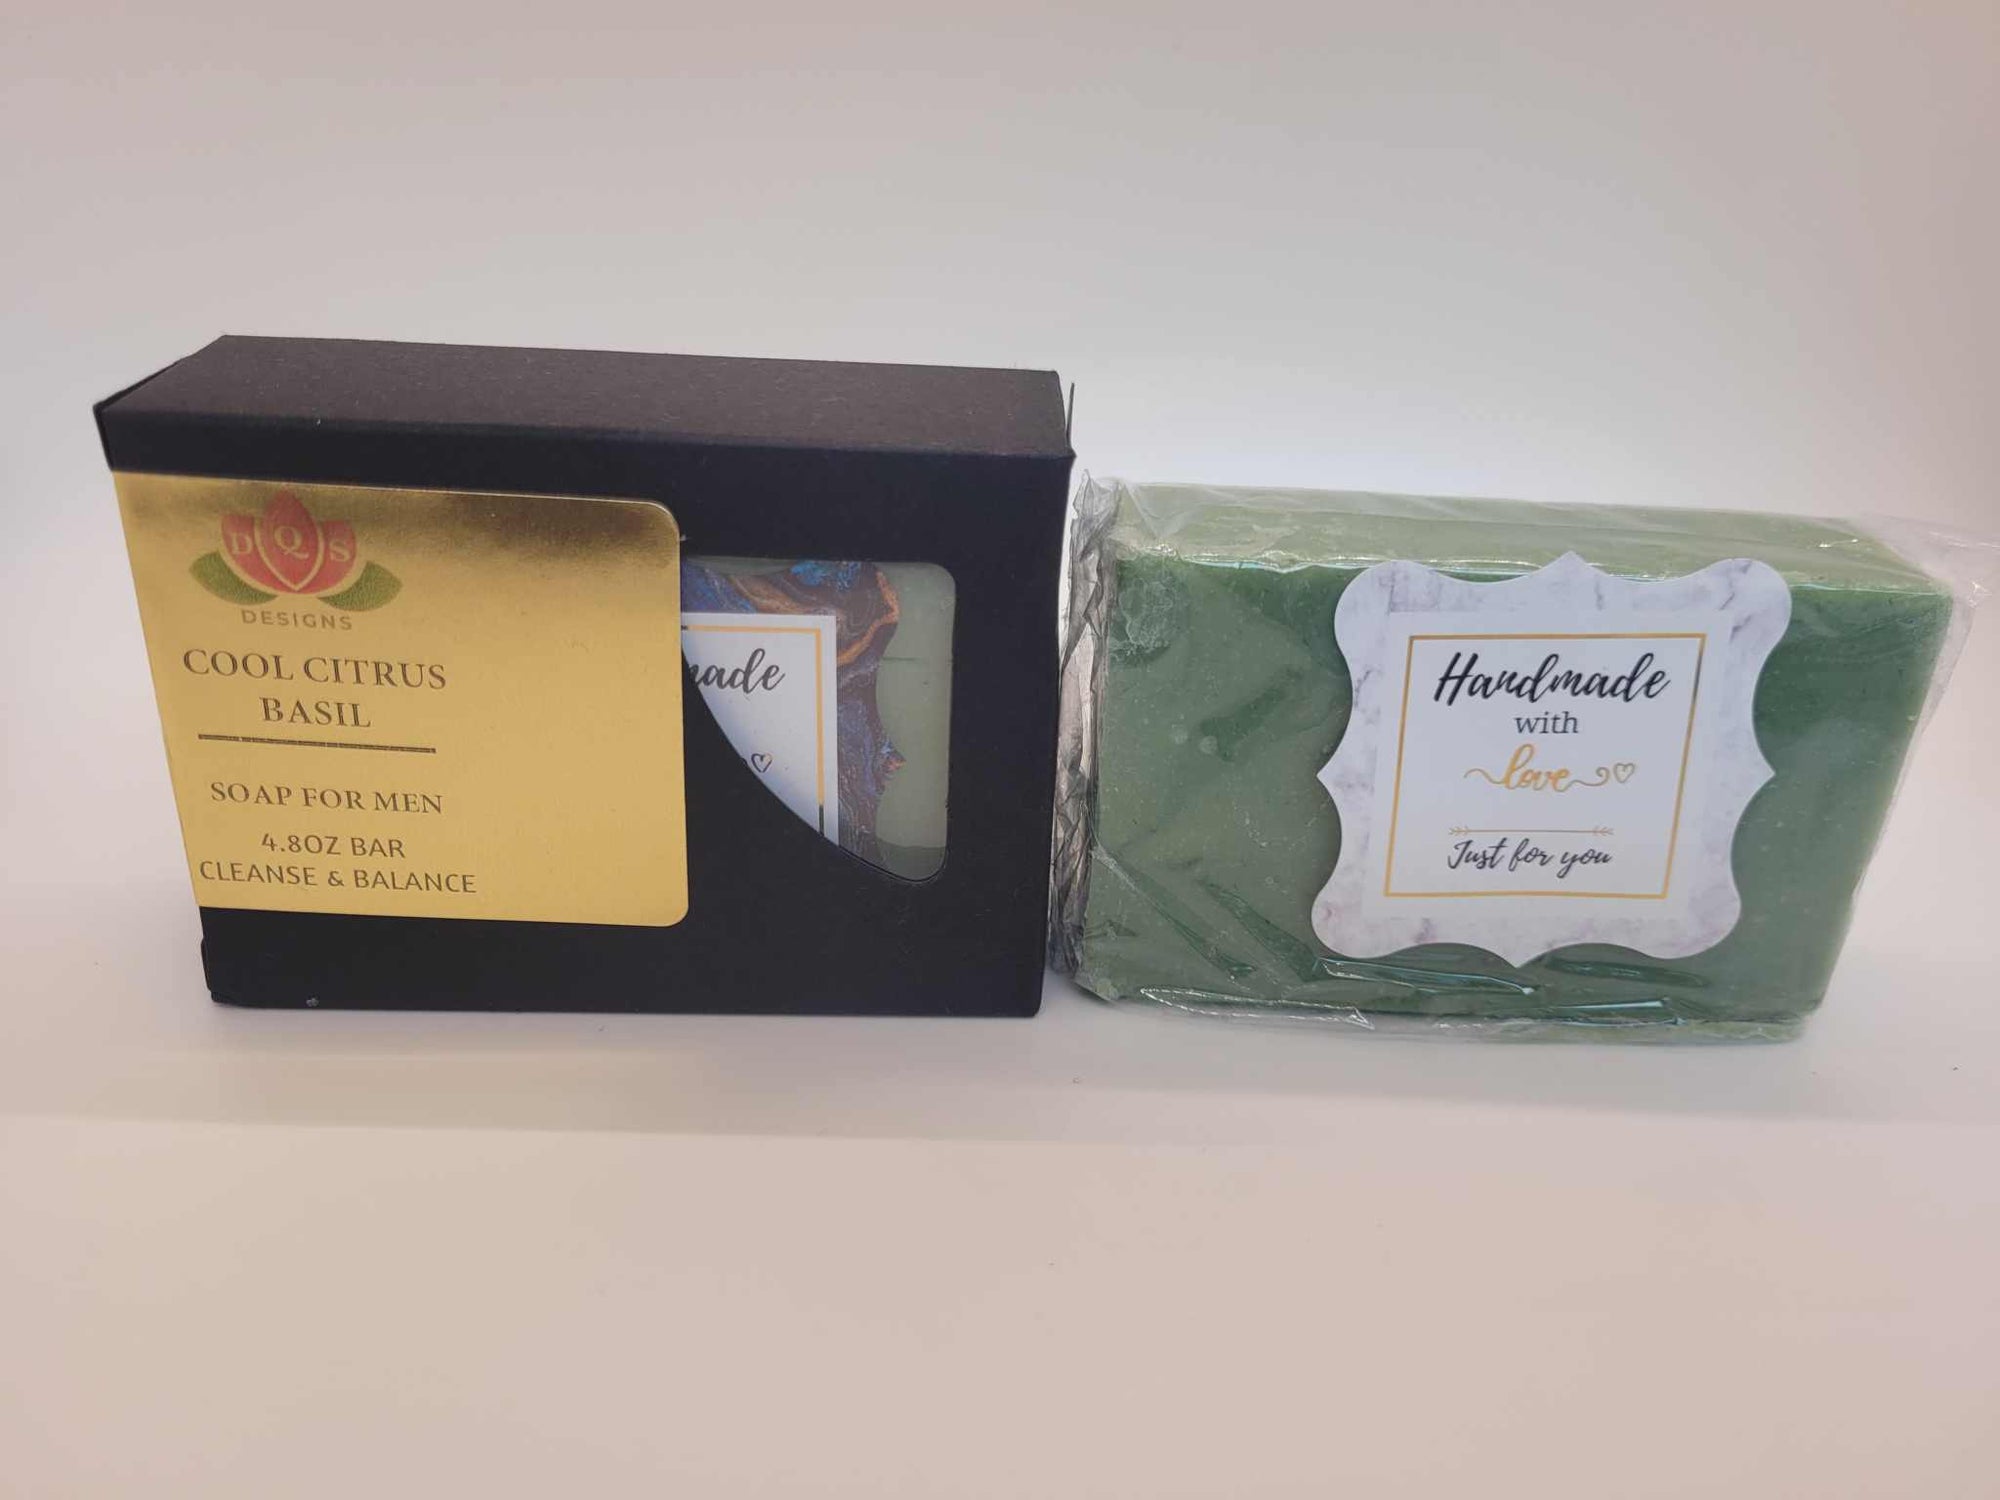 DQS
DESIGNS
COOL CITRUS
BASIL
SOAP FOR MEN
4.8OZ BAR
CLEANSE & BALANCE
made
Handmade
with
love
Just for you